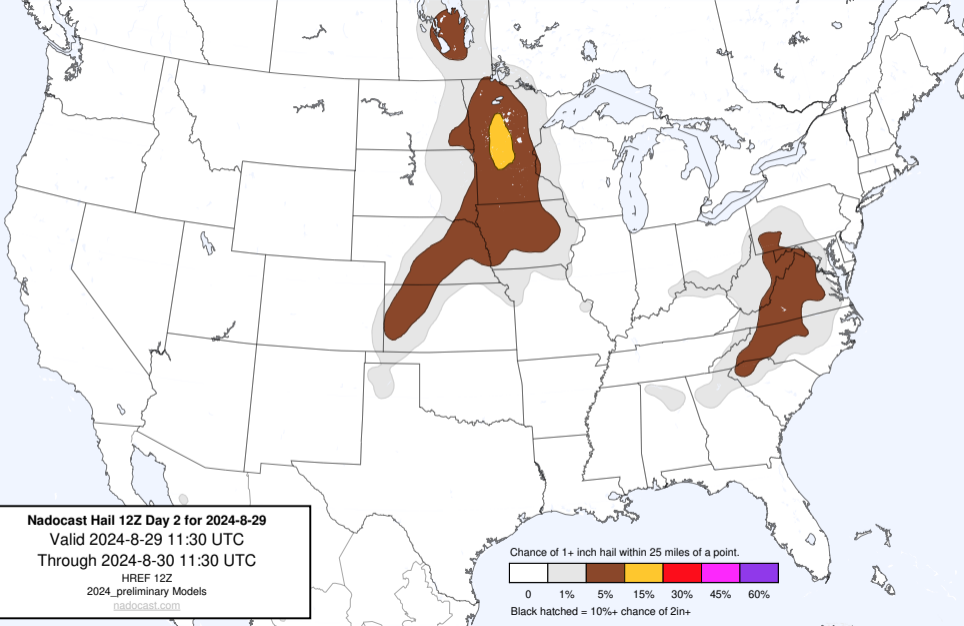 Nadocast Hail 12Z Day 2 for 2024-8-29
Valid 2024-8-29 11:30 UTC
Through 2024-8-30 11:30 UTC
HREF 12Z
2024_preliminary Models
nadocast.com
Chance of 1+ inch hail within 25 miles of a point.
0 1% 5% 15% 30% 45% 60%
Black hatched = 10%+ chance of 2in+